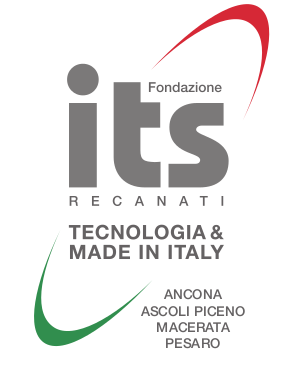 Fondazione
its
RECANATI
TECNOLOGIA &
MADE IN ITALY
ANCONA
ASCOLI PICENO
MACERATA
PESARO